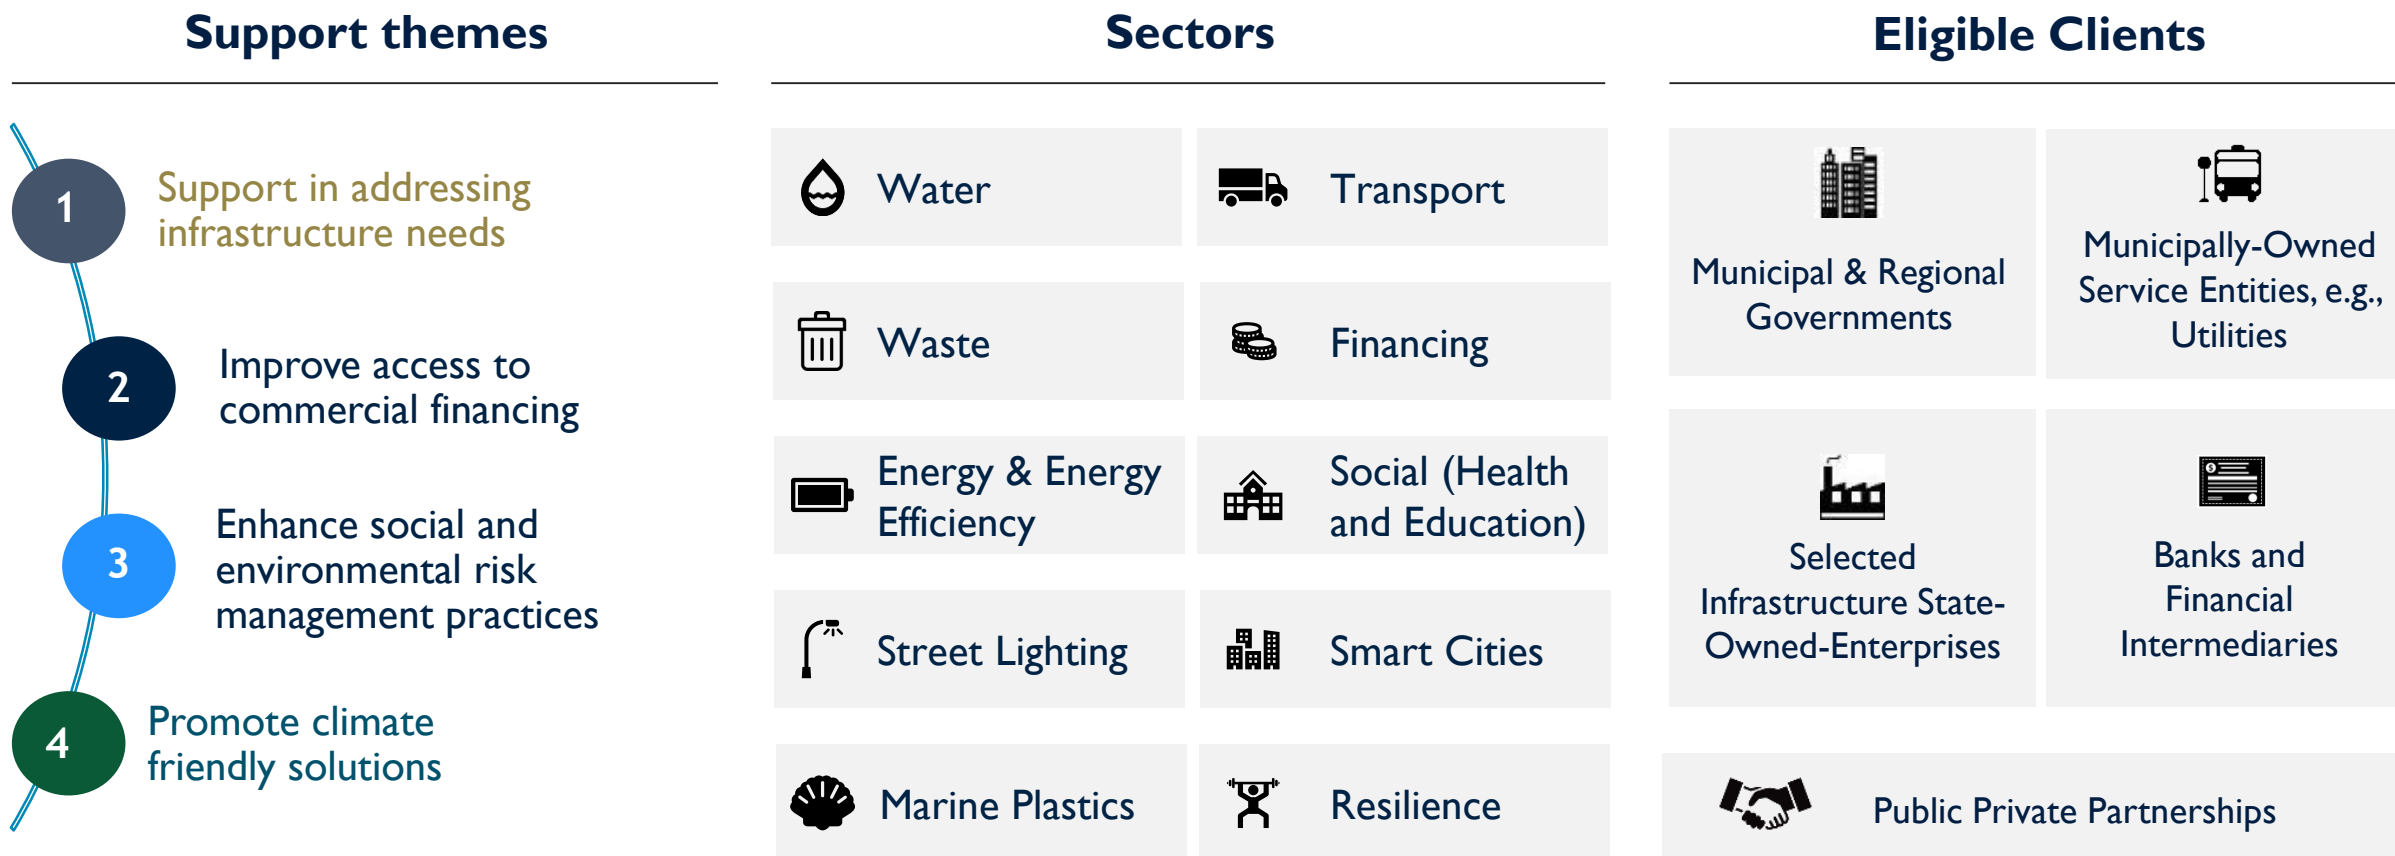 Support themes
1
Support in addressing
infrastructure needs
2
Improve access to
commercial financing
3
Enhance social and
environmental risk
management practices
4
Promote climate
friendly solutions
Sectors
Water
Transport
Waste
Financing
Energy & Energy
Efficiency
Social (Health
and Education)
Street Lighting
Smart Cities
Marine Plastics
Resilience
Eligible Clients
Municipal & Regional
Governments
Municipally-Owned
Service Entities, e.g.,
Utilities
Selected
Infrastructure State-
Owned-Enterprises
Banks and
Financial
Intermediaries
Public Private Partnerships